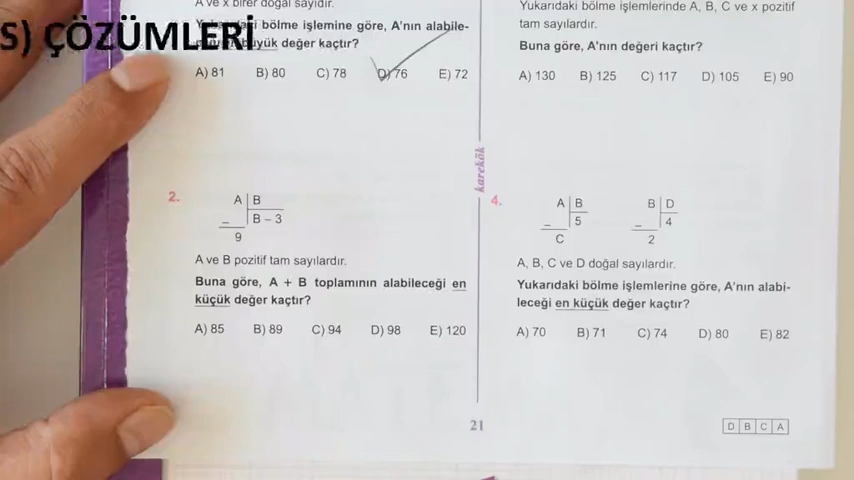 A ve x birer doğal sayıdır.
bölme işlemine göre, A'nın alabile-
büyük değer kaçtır?
S) ÇÖZÜMLERİ
A) 81 B) 80 C) 78 D) 76 E) 72
2.
A B
B – 3
–
9
A ve B pozitif tam sayılardır.
Buna göre, A + B toplamının alabileceği en
küçük değer kaçtır?
A) 85 B) 89 C) 94 D) 98 E) 120
karekök
Yukarıdaki bölme işlemlerinde A, B, C ve x pozitif
tam sayılardır.
Buna göre, A'nın değeri kaçtır?
A) 130 B) 125 C) 117 D) 105 E) 90
4.
A B
5
–
C
B D
4
–
2
A, B, C ve D doğal sayılardır.
Yukarıdaki bölme işlemlerine göre, A'nın alabi-
leceği en küçük değer kaçtır?
A) 70 B) 71 C) 74 D) 80 E) 82
21
D B C A